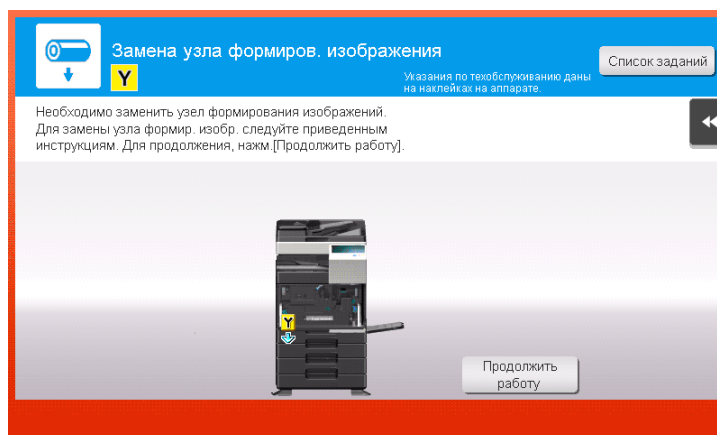 Замена узла формиров. изображения
Y
Указания по техобслуживанию даны
на наклейках на аппарате.
Список заданий
Необходимо заменить узел формирования изображений.
Для замены узла формир. изобр. следуйте приведенным
инструкциям. Для продолжения, нажм.[Продолжить работу].
Y
Продолжить
работу